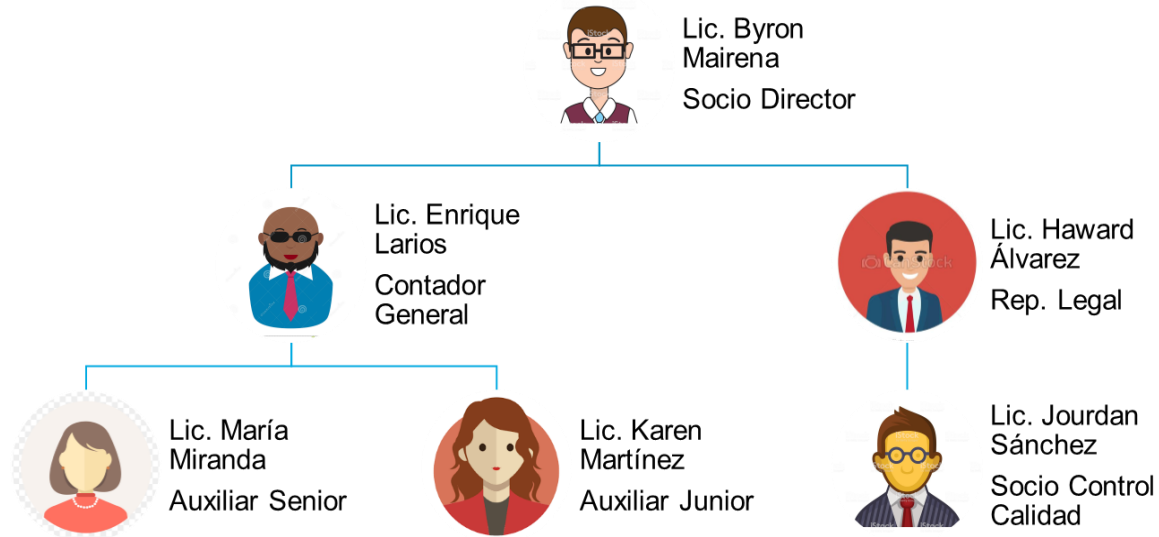 Lic. Byron
Mairena
Socio Director
Lic. Enrique
Larios
Contador
General
Lic. Haward
Álvarez
Rep. Legal
Lic. María
Miranda
Auxiliar Senior
Lic. Karen
Martínez
Auxiliar Junior
Lic. Jourdan
Sánchez
Socio Control
Calidad